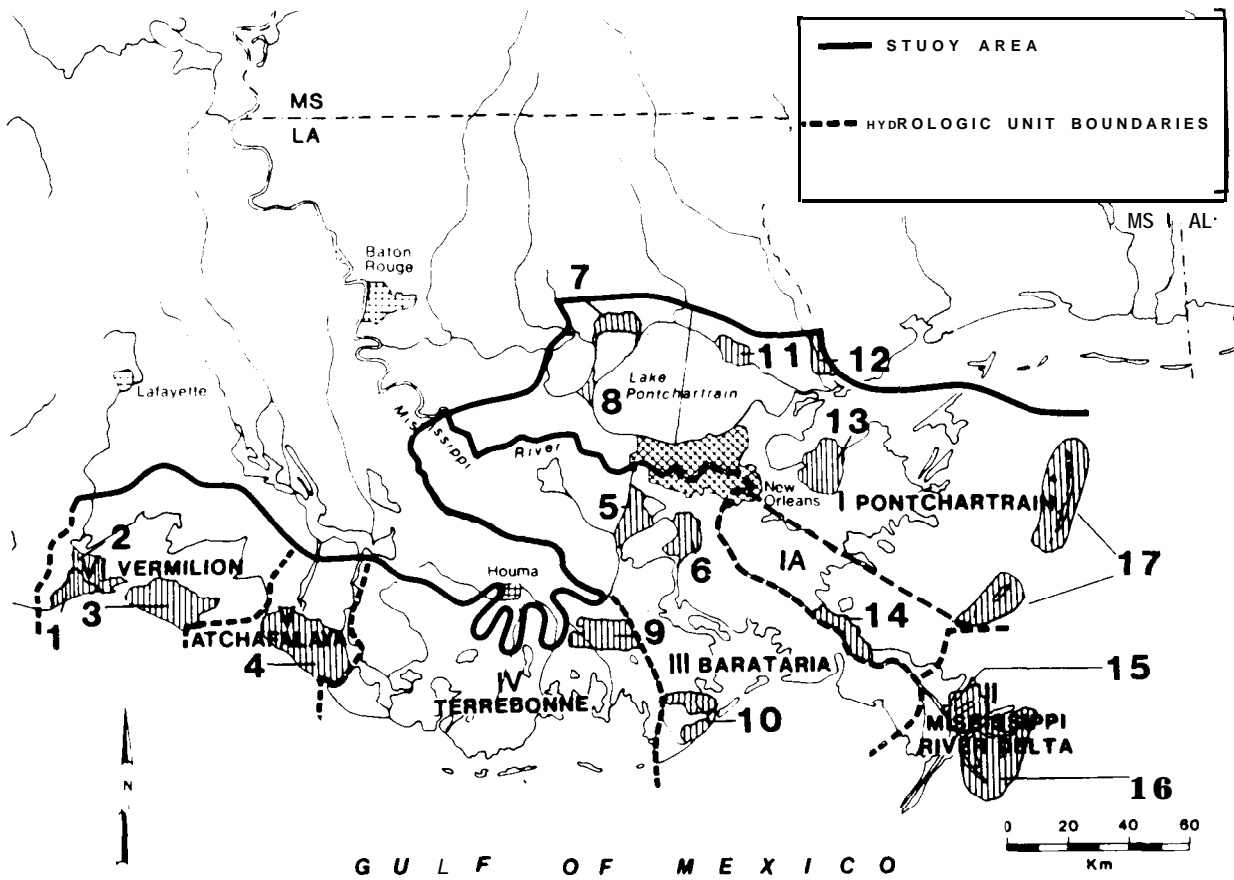 STUOY AREA
HYDROLOGIC UNIT BOUNDARIES
MS
LA
MS AL
Baton
Rouge
7
Lafayette
11
12
Lake
Pontchartrain
8
Mississippi
River
13
New
Orleans
I PONTCHARTRAIN
5
2
VI VERMILION
6
IA
17
3
Houma
1
14
V
ATCHAFALAYA
9
4
III BARATARIA
15
IV
TERREBONNE
II
10
MISSISSIPPI
RIVER DELTA
N
16
0 20 40 60
Km
GULF OF MEXICO